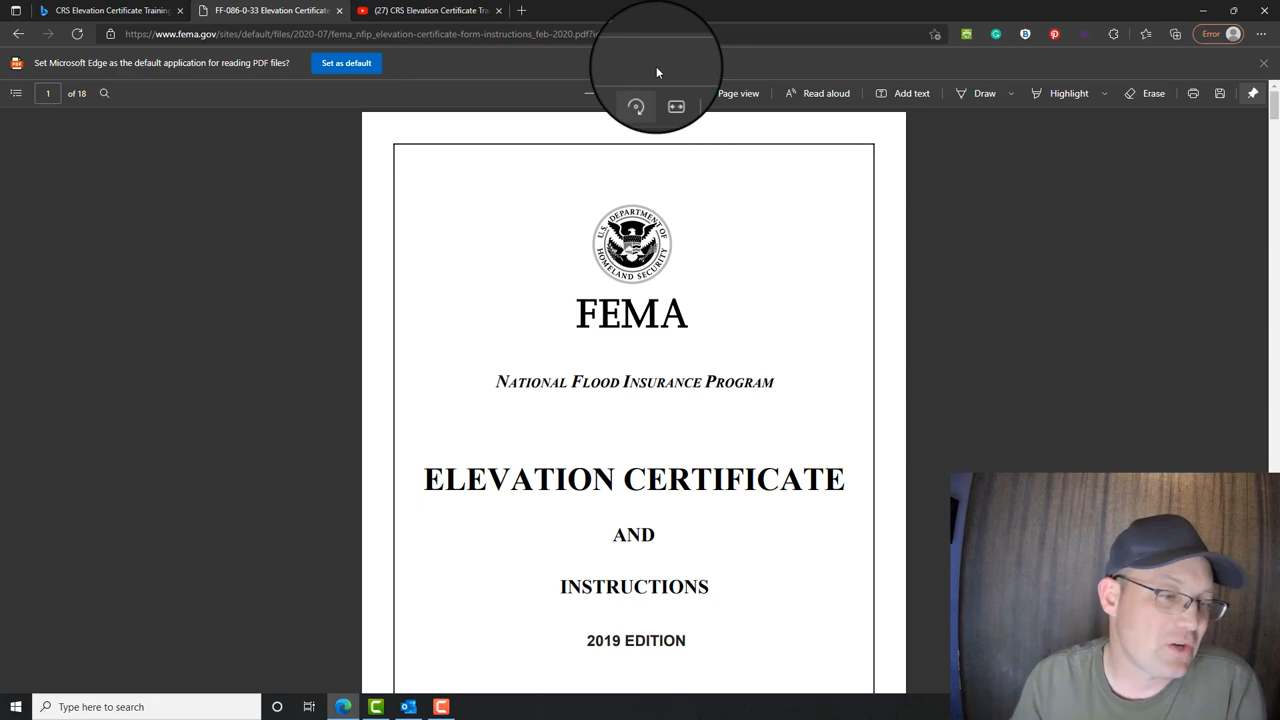 CRS Elevation Certificate Training
FF-086-0-33 Elevation Certificate
(27) CRS Elevation Certificate Tra
https://www.fema.gov/sites/default/files/2020-07/fema_nfip_elevation-certificate-form-instructions_feb-2020.pdf?i
Error
Set Microsoft Edge as the default application for reading PDF files?
Set as default
1 of 18
Page view
Read aloud
Add text
Draw
Highlight
Erase
U.S. DEPARTMENT OF
HOMELAND SECURITY
FEMA
NATIONAL FLOOD INSURANCE PROGRAM
ELEVATION CERTIFICATE
AND
INSTRUCTIONS
2019 EDITION
Type here to search